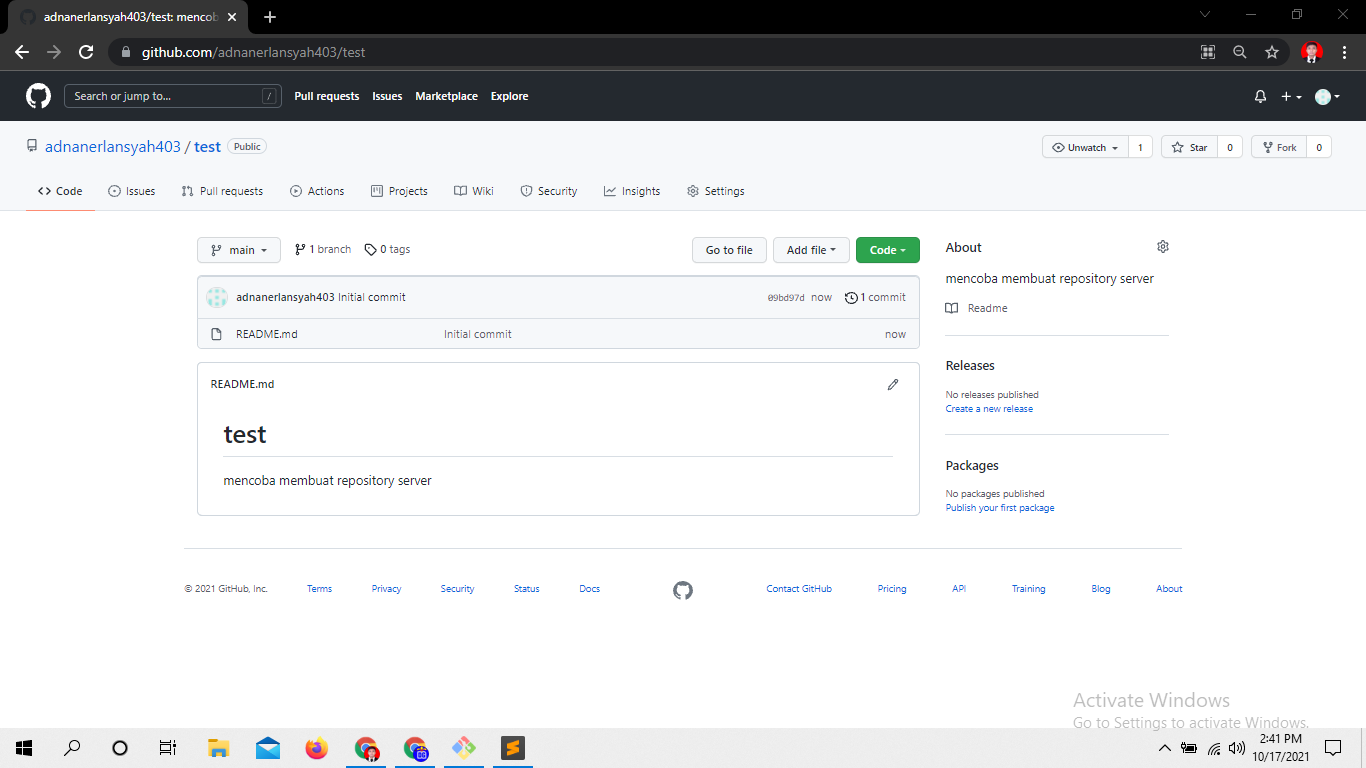 adnanerlansyah403/test: mencob
github.com/adnanerlansyah403/test
Search or jump to... /
Pull requests Issues Marketplace Explore
adnanerlansyah403 / test Public
Unwatch 1 Star 0 Fork 0
Code Issues Pull requests Actions Projects Wiki Security Insights Settings
main 1 branch 0 tags Go to file Add file Code
adnanerlansyah403 Initial commit 09bd97d now 1 commit
README.md Initial commit now
README.md
test
mencoba membuat repository server
About
mencoba membuat repository server
Readme
Releases
No releases published
Create a new release
Packages
No packages published
Publish your first package
© 2021 GitHub, Inc. Terms Privacy Security Status Docs Contact GitHub Pricing API Training Blog About
Activate Windows
Go to Settings to activate Windows.
2:41 PM
10/17/2021